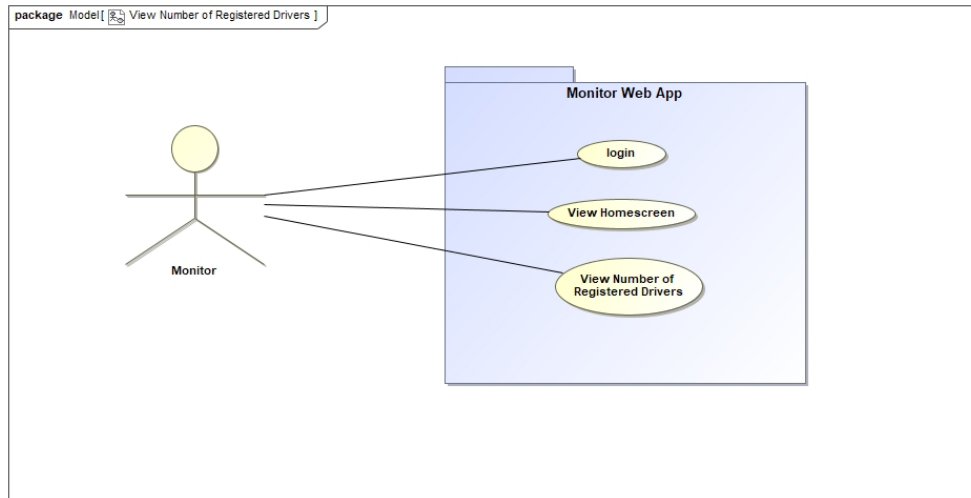 package Model[ View Number of Registered Drivers ]
Monitor Web App
login
View Homescreen
View Number of
Registered Drivers
Monitor